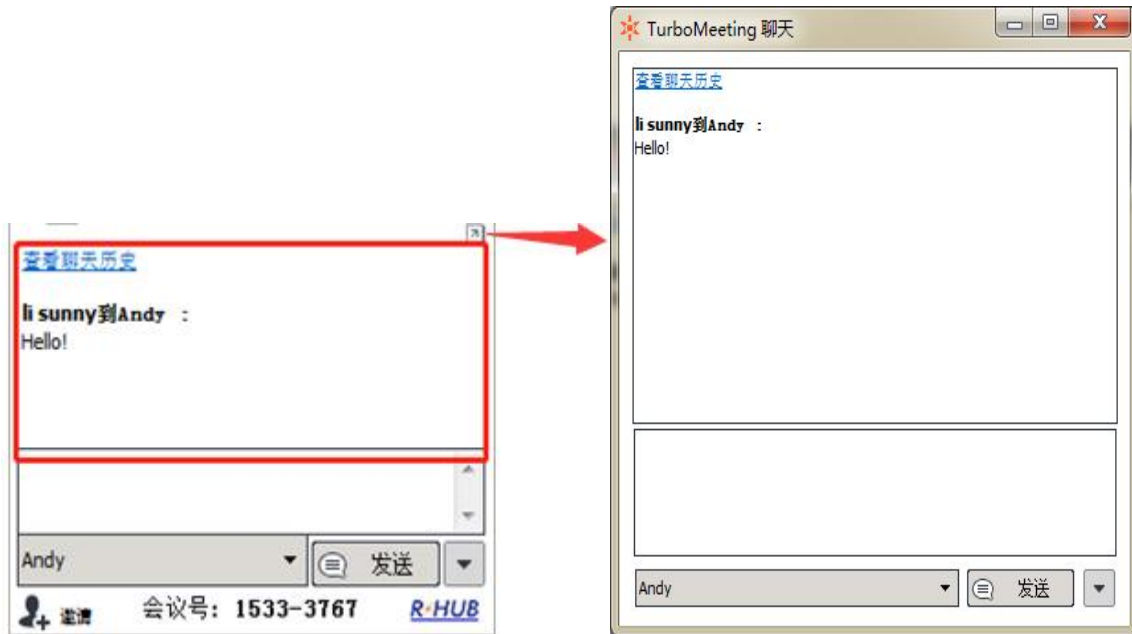 查看聊天历史
li sunny到Andy :
Hello!
Andy
发送
邀请
会议号: 1533-3767
R-HUB
TurboMeeting 聊天
查看聊天历史
li sunny到Andy :
Hello!
Andy
发送